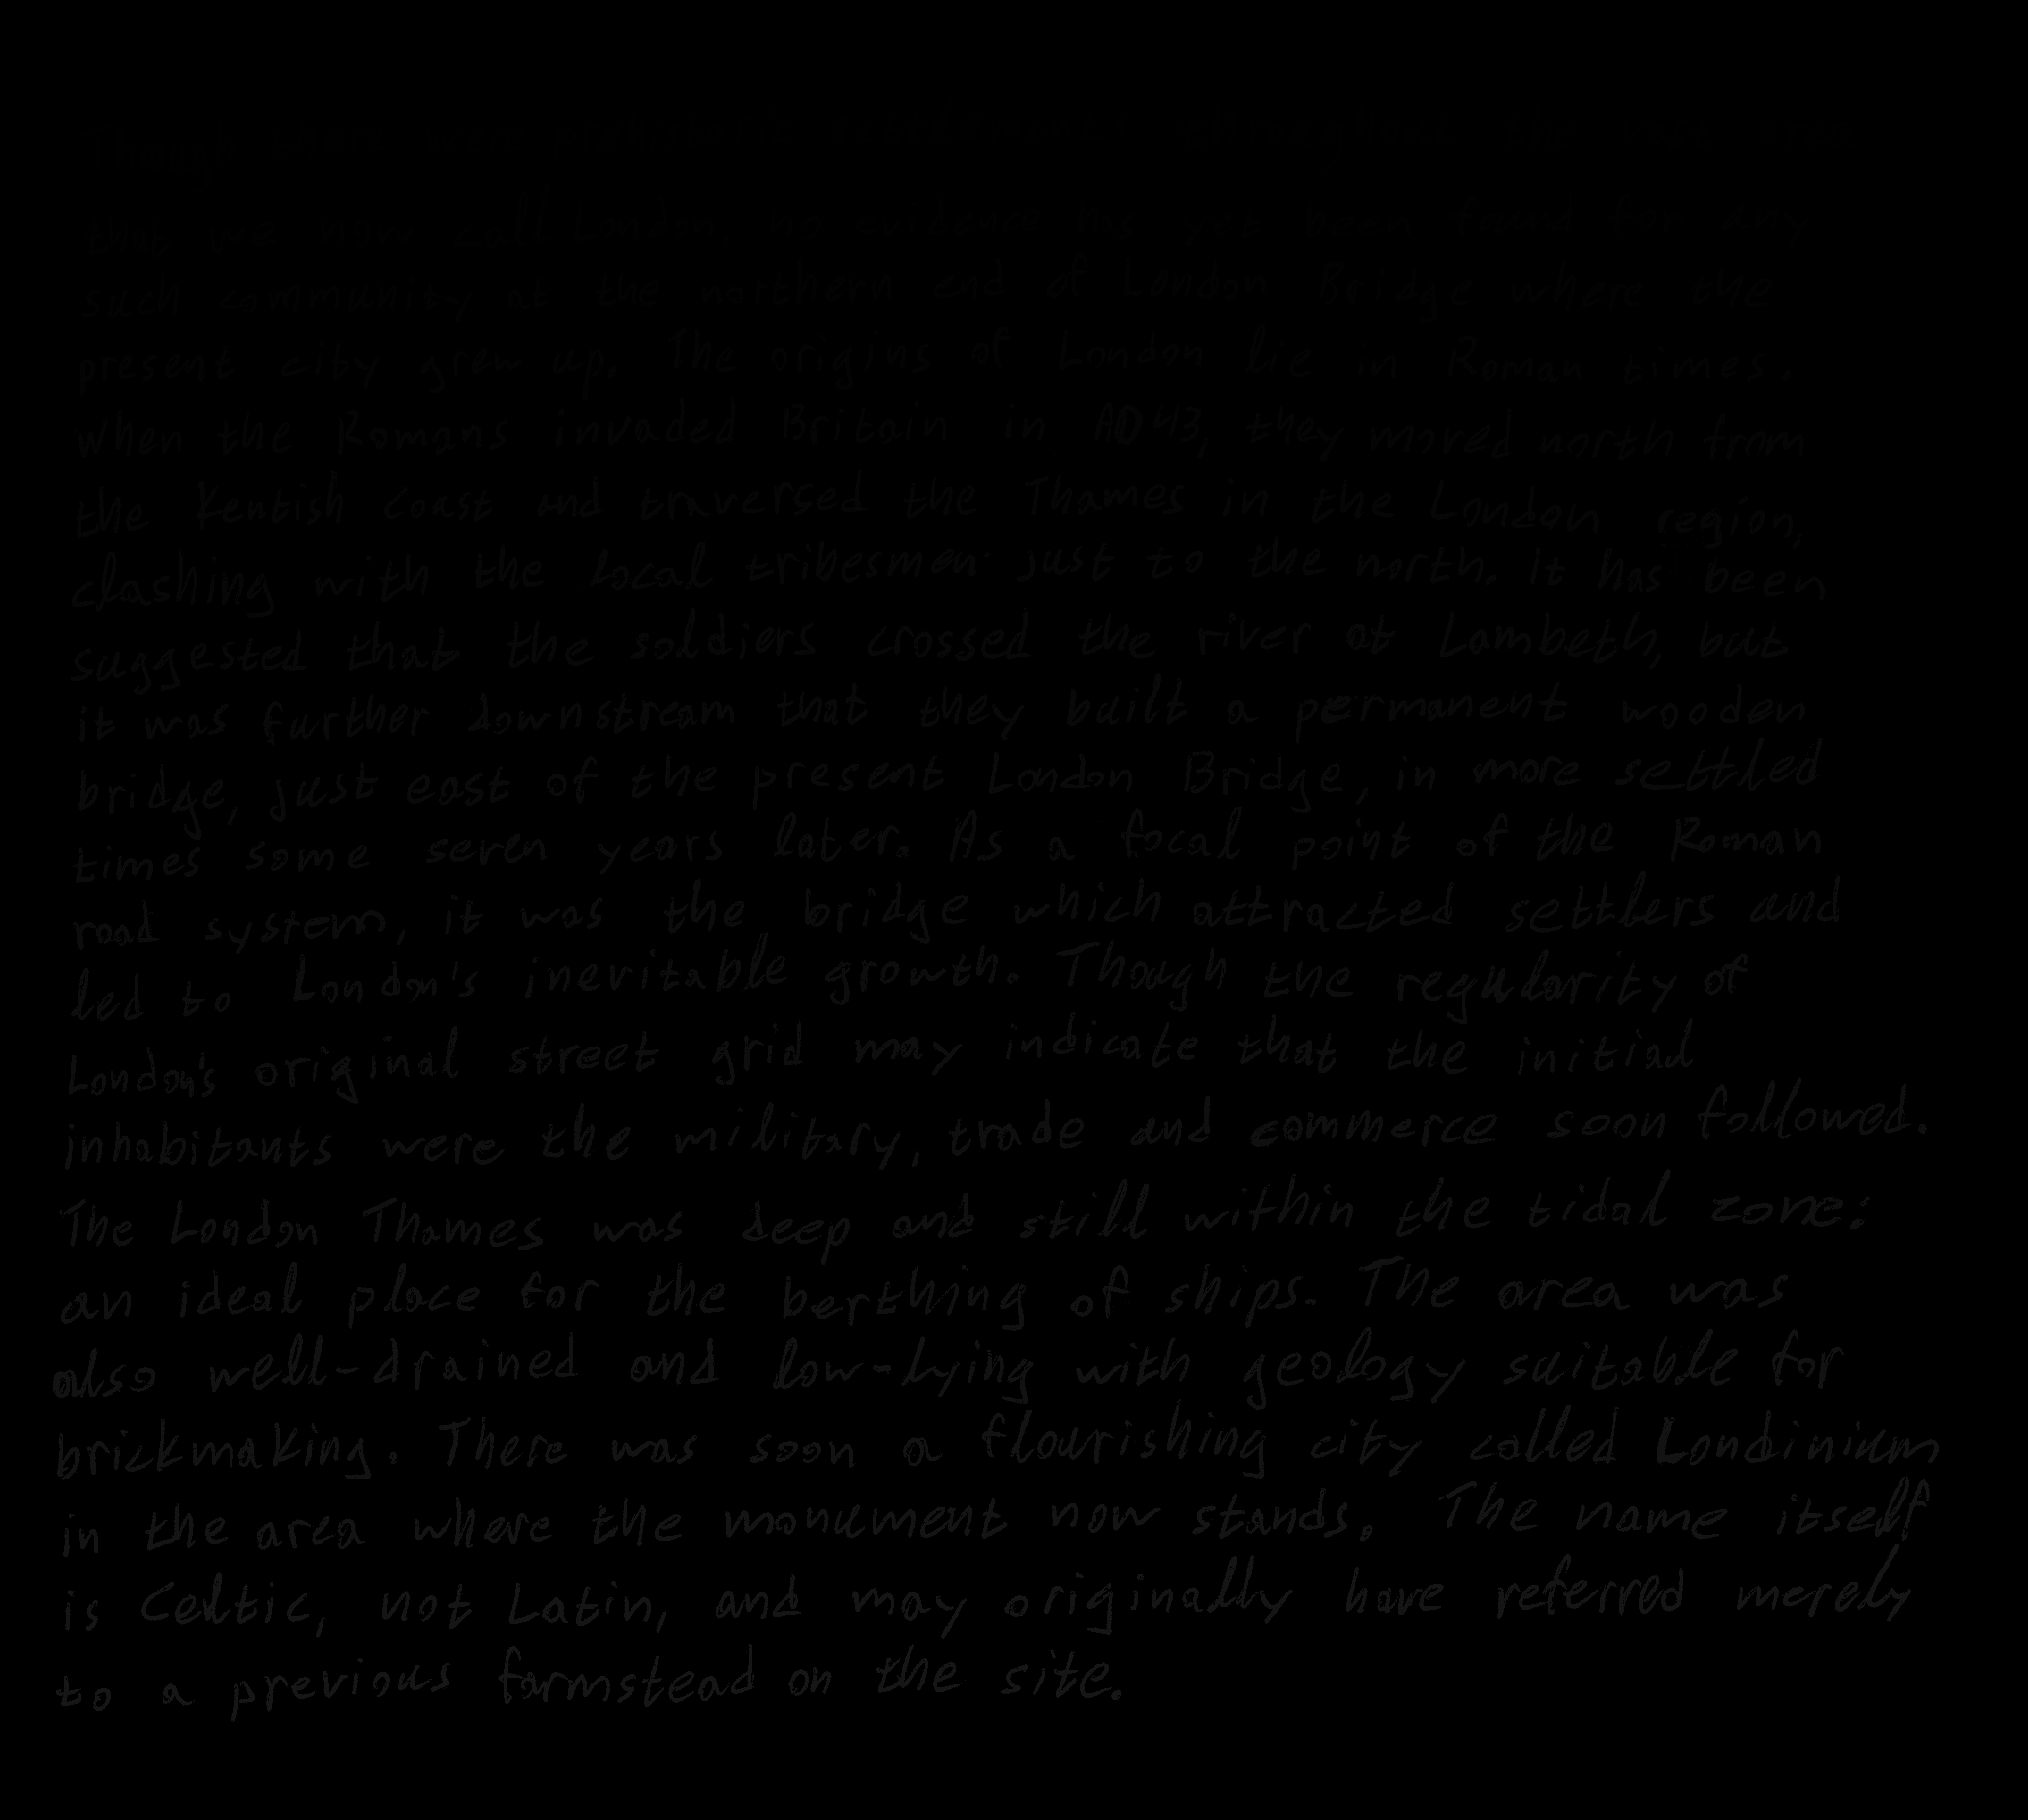 that we now call London, no evidence has yet been found for any
such community at the northern end of London Bridge where the
present city grew up. The origins of London lie in Roman times.
When the Romans invaded Britain in AD 43, they moved north from
the Kentish Coast and traversed the Thames in the London region,
clashing with the local tribesmen just to the north. It has been
suggested that the soldiers crossed the river at Lambeth, but
it was further downstream that they built a permanent wooden
bridge, just east of the present London Bridge, in more settled
times some seven years later. As a focal point of the Roman
road system, it was the bridge which attracted settlers and
led to London's inevitable growth. Though the regularity of
London's original street grid may indicate that the initial
inhabitants were the military, trade and commerce soon followed.
The London Thames was deep and still within the tidal zone:
an ideal place for the berthing of ships. The area was
also well-drained and low-lying with geology suitable for
brickmaking. There was soon a flourishing city called Londinium
in the area where the monument now stands. The name itself
is Celtic, not Latin, and may originally have referred merely
to a previous farmstead on the site.